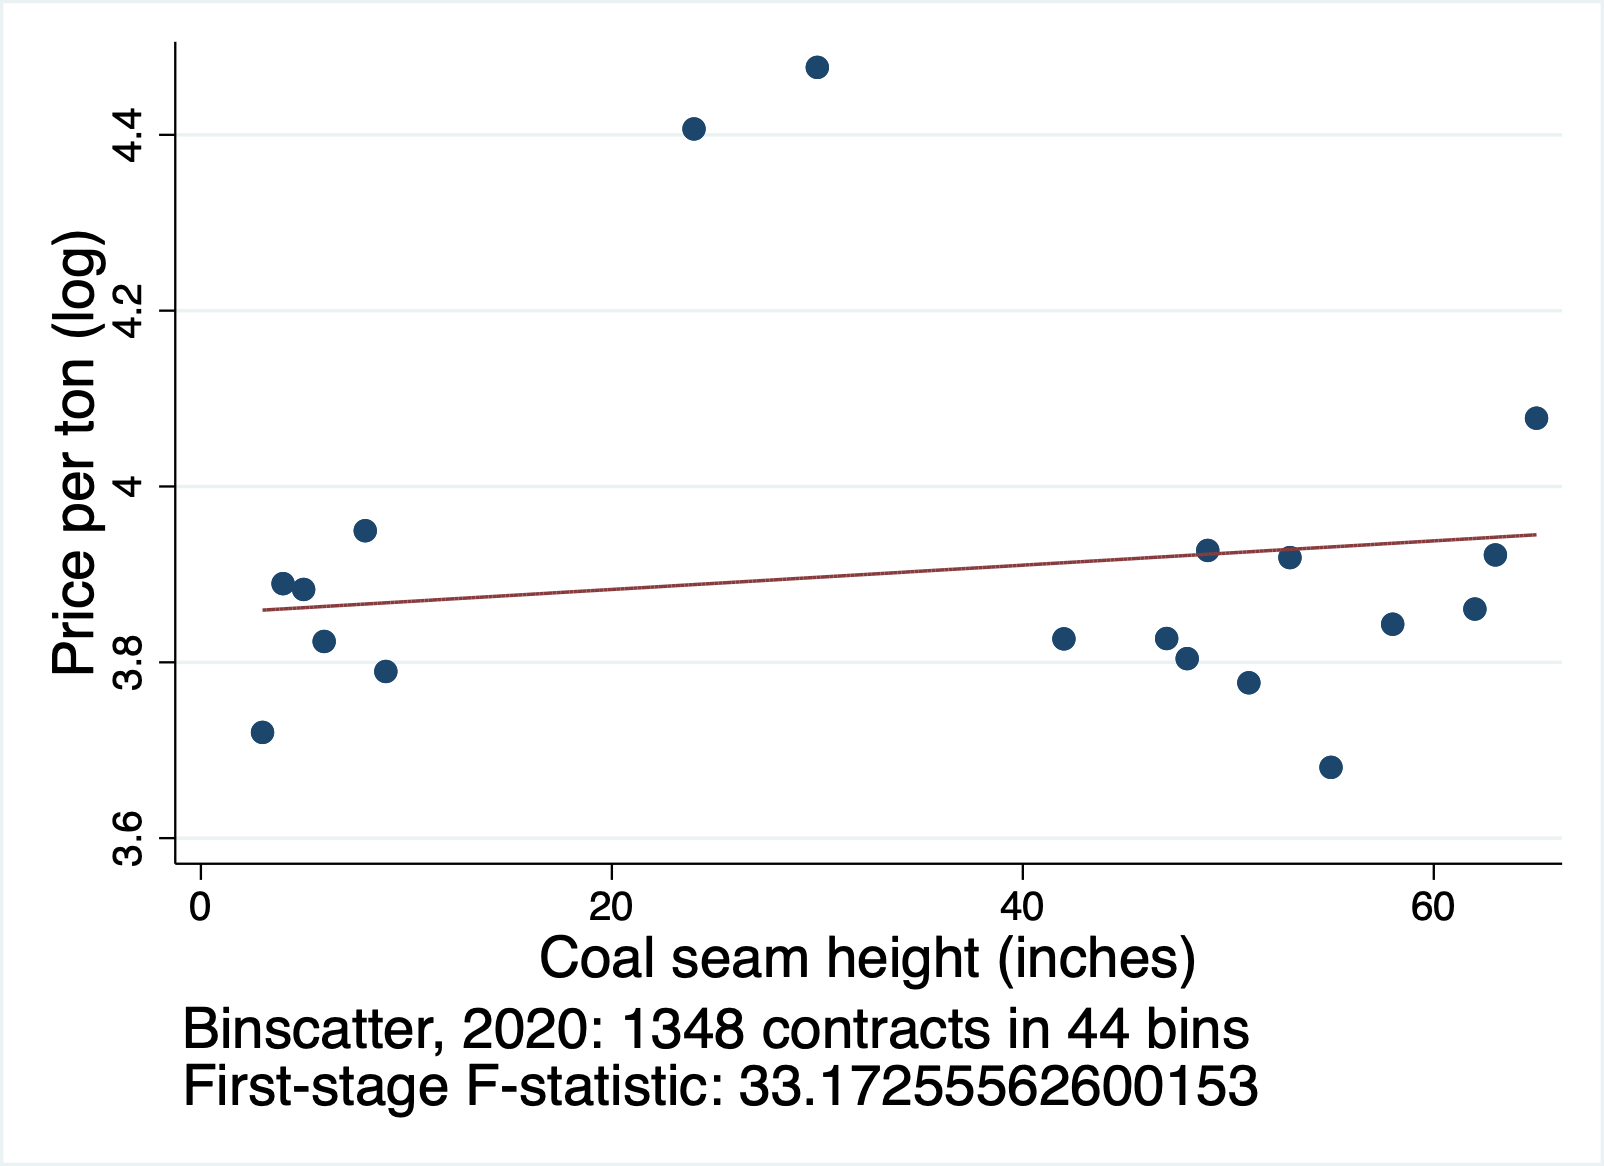 Price per ton (log)
4.4
4.2
4
3.8
3.6
0 20 40 60
Coal seam height (inches)
Binscatter, 2020: 1348 contracts in 44 bins
First-stage F-statistic: 33.17255562600153